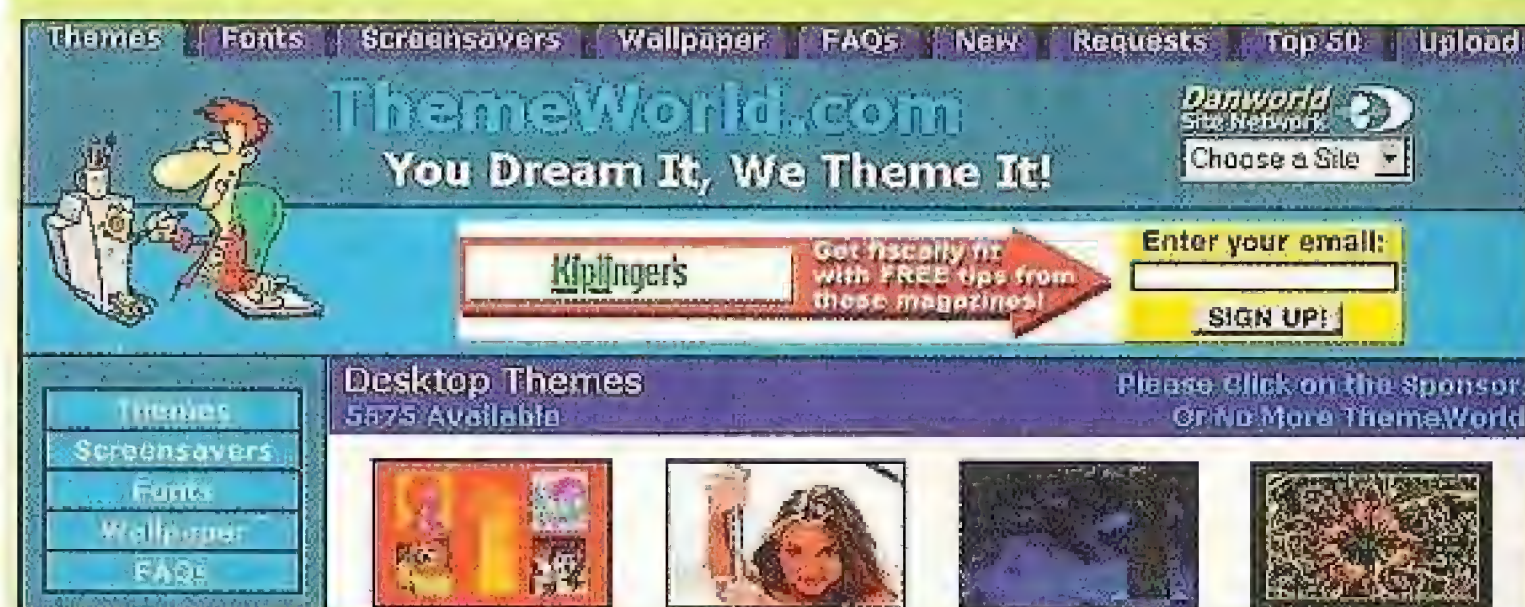 Themes Fonts Screensavers Wallpaper FAQs New Requests Top 50 Upload
ThemeWorld.com
You Dream It, We Theme It!
Danworld
Site Network
Choose a Site
Kiplinger's
Get fiscally fit
with FREE tips from
these magazines!
Enter your email:
SIGN UP!
Desktop Themes
5875 Available
Please Click on the Sponsor
Or No More ThemeWorld
Themes
Screensavers
Fonts
Wallpaper
FAQs